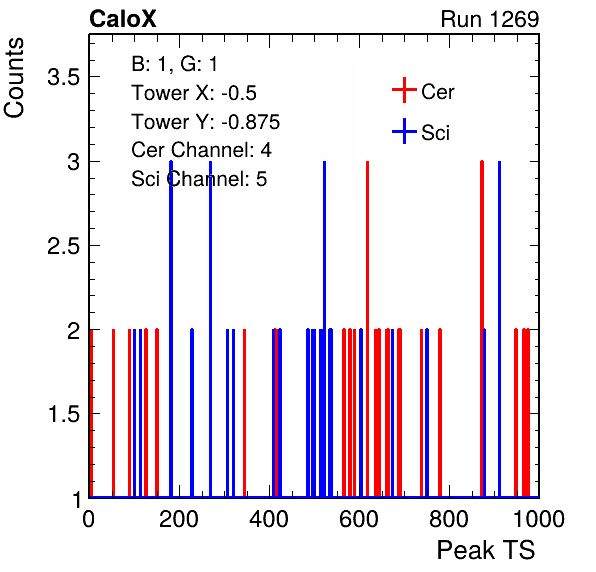 CaloX Run 1269
Counts
B: 1, G: 1
Tower X: -0.5
Tower Y: -0.875
Cer Channel: 4
Sci Channel: 5
Cer
Sci
3.5
3
2.5
2
1.5
1
0 200 400 600 800 1000
Peak TS